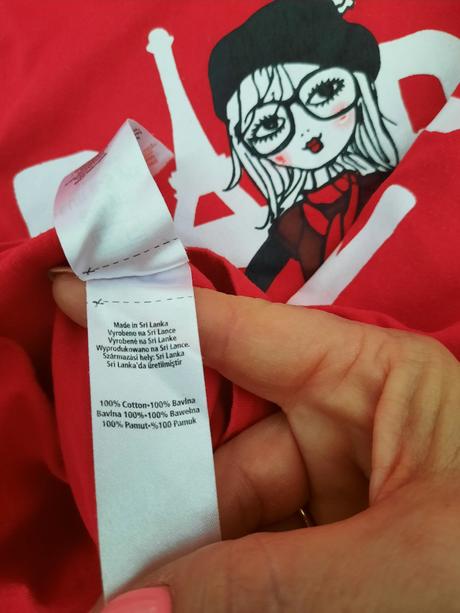 Made in Sri Lanka
Vyrobeno na Srí Lance
Vyrobené na Srí Lanke
Wyprodukowano na Sri Lance.
Származási hely: Sri Lanka
Sri Lanka'da üretilmiştir
100% Cotton•100% Bavlna
Bavlna 100%•100% Bawełna
100% Pamut•%100 Pamuk